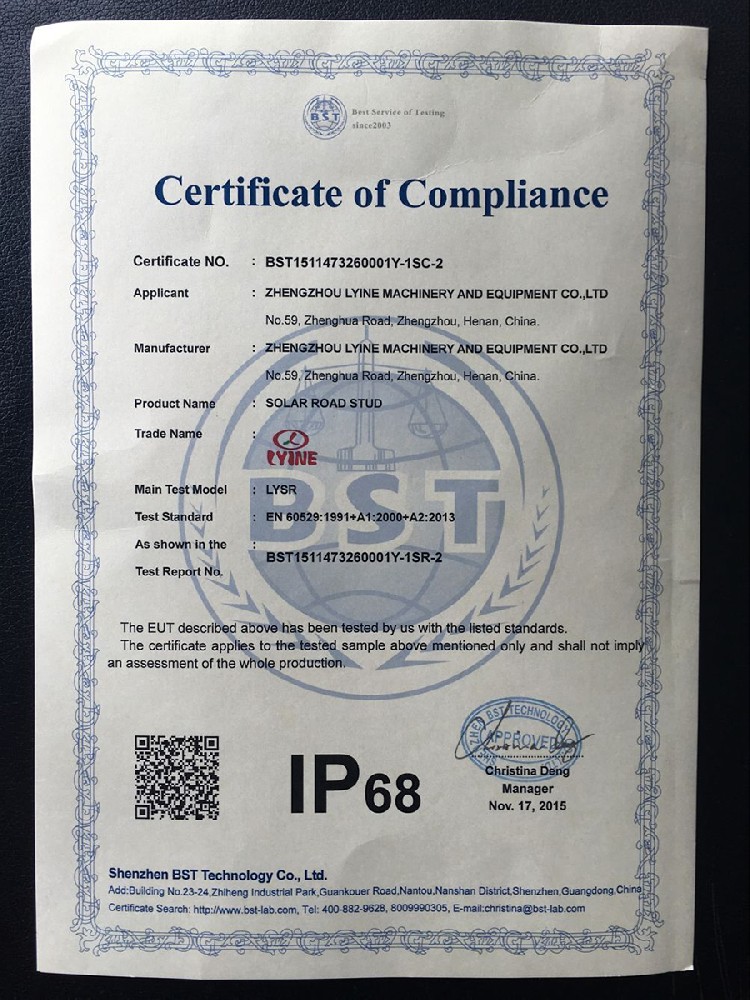 BST
Best Service of Testing
since2003
Certificate of Compliance
Certificate NO. : BST1511473260001Y-1SC-2
Applicant : ZHENGZHOU LYINE MACHINERY AND EQUIPMENT CO.,LTD
No.59, Zhenghua Road, Zhengzhou, Henan, China.
Manufacturer : ZHENGZHOU LYINE MACHINERY AND EQUIPMENT CO.,LTD
No.59, Zhenghua Road, Zhengzhou, Henan, China.
Product Name : SOLAR ROAD STUD
Trade Name :
LYINE
Main Test Model : LYSR
BST
Test Standard : EN 60529:1991+A1:2000+A2:2013
As shown in the :
BST1511473260001Y-1SR-2
Test Report No.
The EUT described above has been tested by us with the listed standards.
The certificate applies to the tested sample above mentioned only and shall not imply
an assessment of the whole production.
BST TECHNOLOGY
APPROVED
IP68
Christina Deng
Manager
Nov. 17, 2015
Shenzhen BST Technology Co., Ltd.
Add:Building No.23-24,Zhiheng Industrial Park,Guankouer Road,Nantou,Nanshan District,Shenzhen,Guangdong,China
Certificate Search: http://www.bst-lab.com, Tel: 400-882-9628, 8009990305, E-mail:christina@bst-lab.com